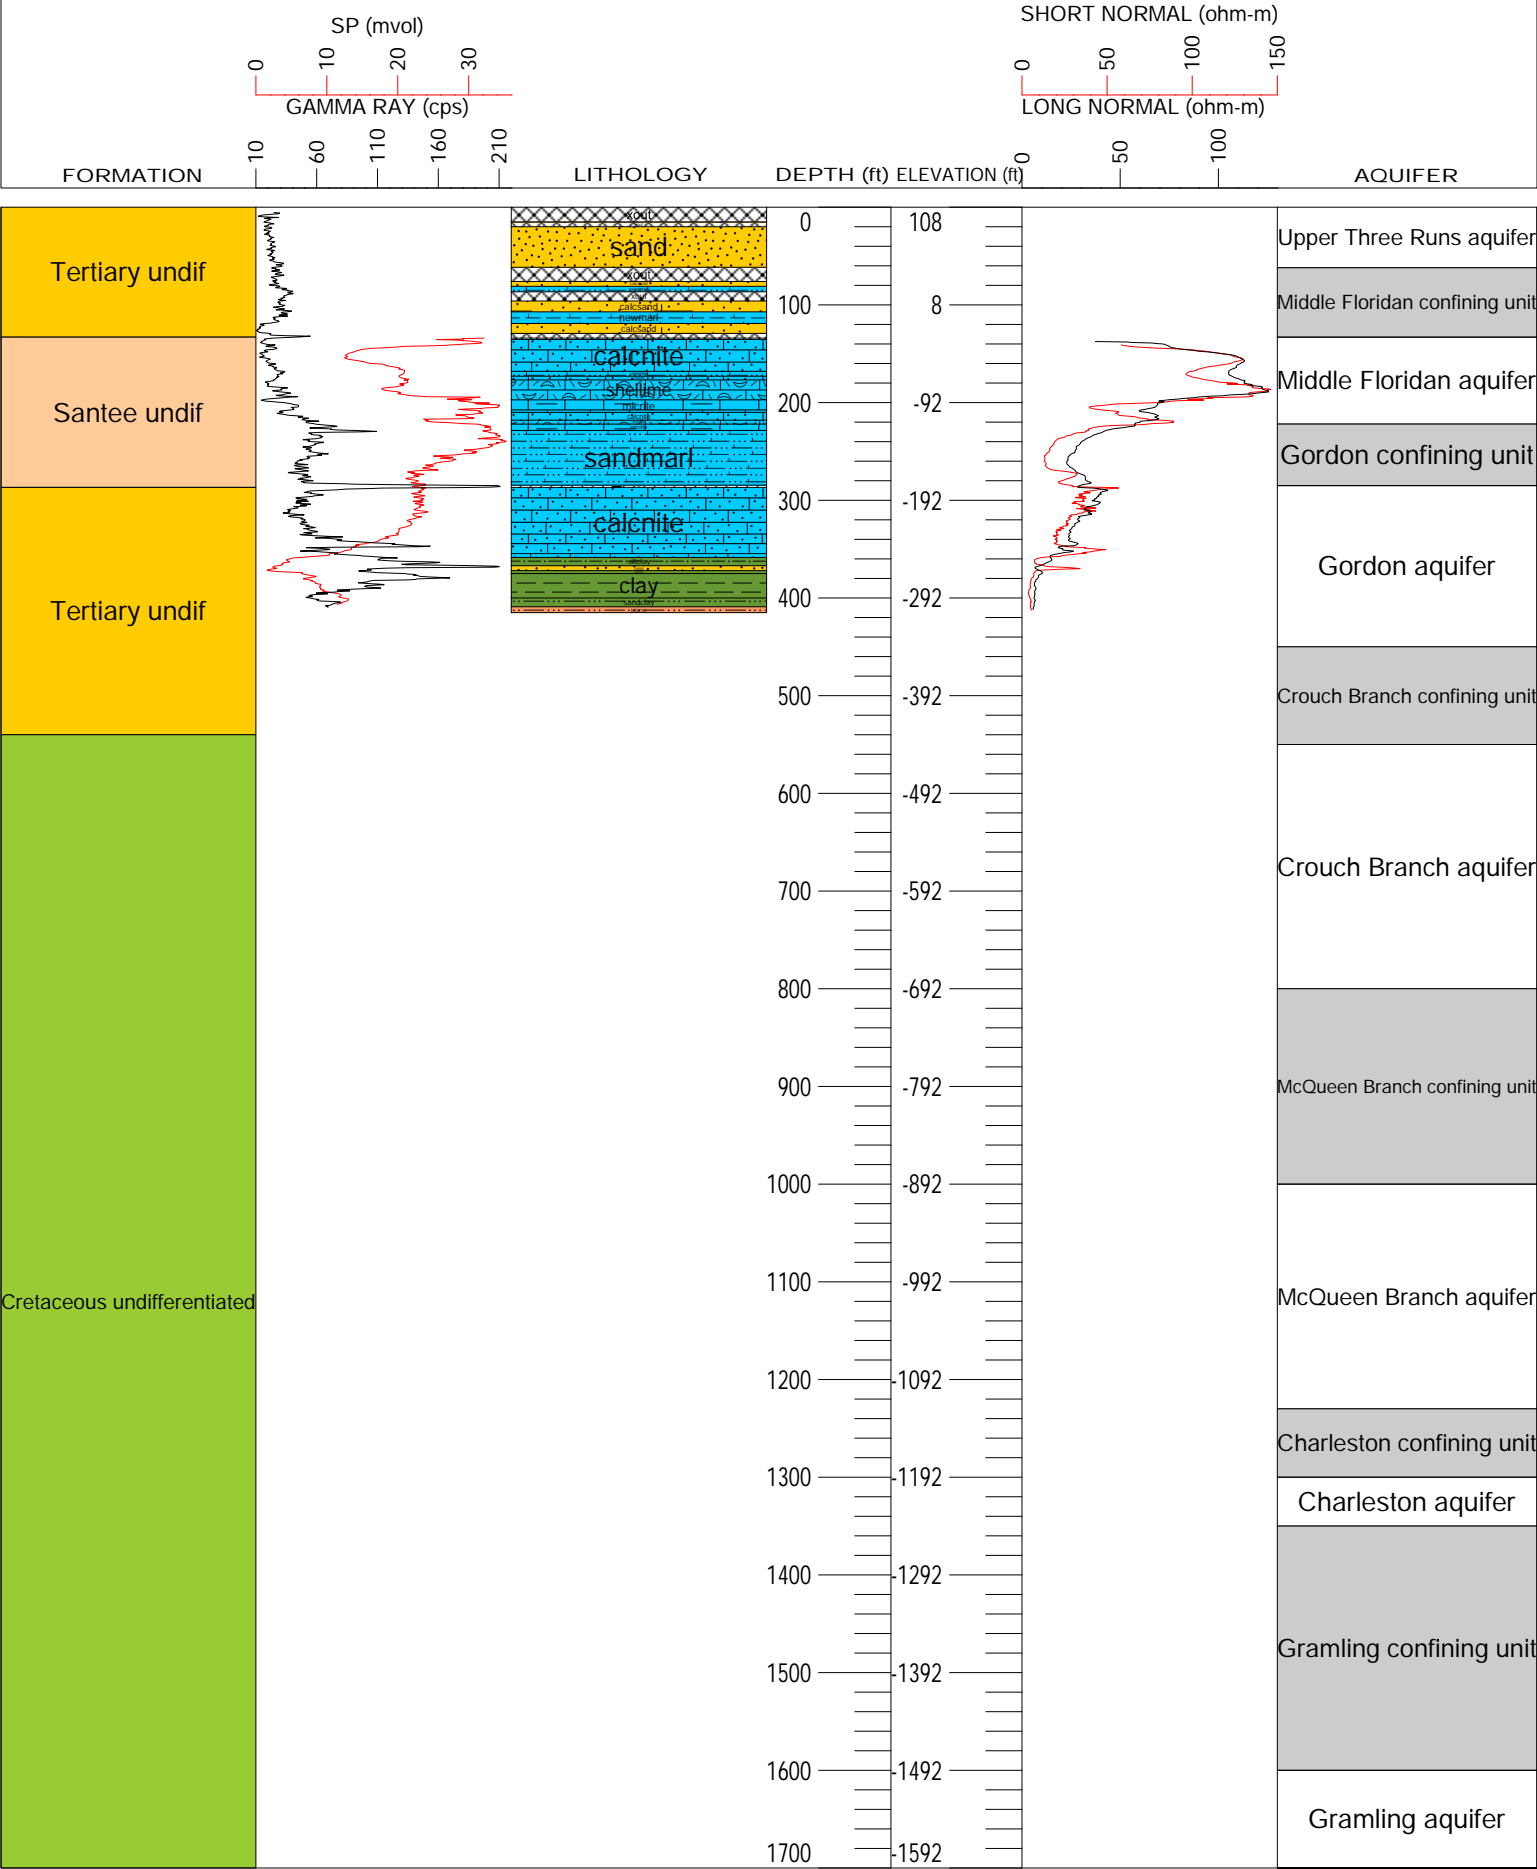 SHORT NORMAL (ohm-m)
SP (mvol)
0 10 20 30
0 50 100 150
GAMMA RAY (cps)
LONG NORMAL (ohm-m)
10 60 110 160 210
0 50 100
FORMATION LITHOLOGY DEPTH (ft) ELEVATION (ft) AQUIFER
Tertiary undif
Santee undif
Tertiary undif
Cretaceous undifferentiated
xout
sand
xout
xout
calcsand
newmarl
calcsand
calcnite
shellime
micrite
sandmarl
calcnite
clay
sandclay
0 108
100 8
200 -92
300 -192
400 -292
500 -392
600 -492
700 -592
800 -692
900 -792
1000 -892
1100 -992
1200 -1092
1300 -1192
1400 -1292
1500 -1392
1600 -1492
1700 -1592
Upper Three Runs aquifer
Middle Floridan confining unit
Middle Floridan aquifer
Gordon confining unit
Gordon aquifer
Crouch Branch confining unit
Crouch Branch aquifer
McQueen Branch confining unit
McQueen Branch aquifer
Charleston confining unit
Charleston aquifer
Gramling confining unit
Gramling aquifer